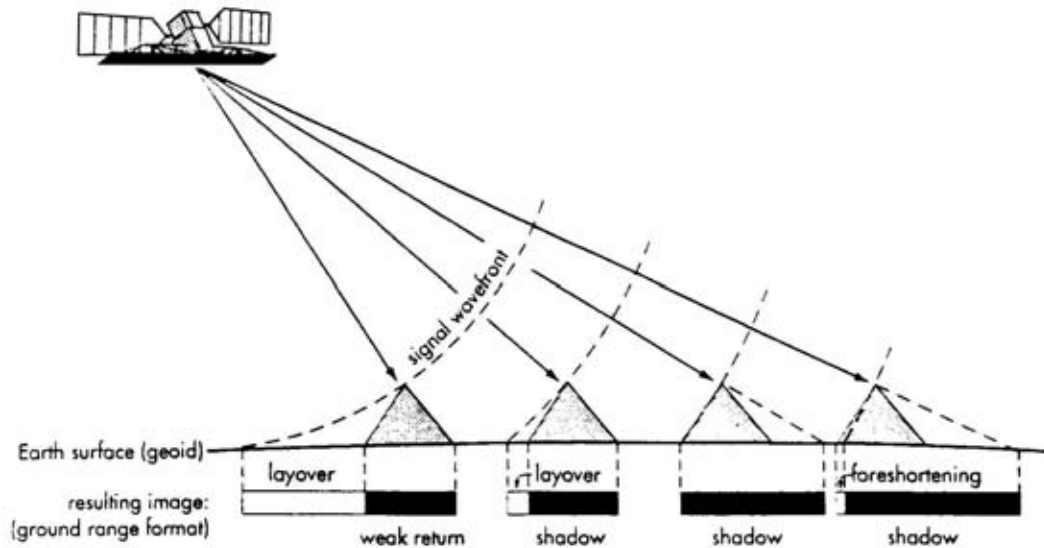 signal wavefront
Earth surface (geoid)
layover
layover
foreshortening
resulting image:
(ground range format)
weak return
shadow
shadow
shadow